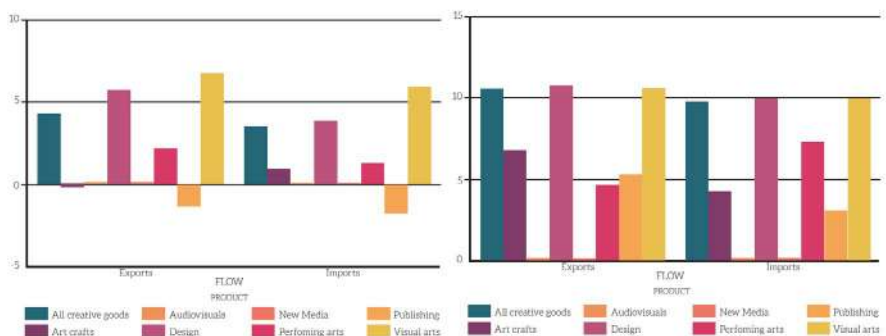 10
5
0
-5
Exports
Imports
FLOW
PRODUCT
All creative goods
Audiovisuals
New Media
Publishing
Art crafts
Design
Perfoming arts
Visual arts
15
10
5
0
Exports
Imports
FLOW
PRODUCT
All creative goods
Audiovisuals
New Media
Publishing
Art crafts
Design
Perfoming arts
Visual arts